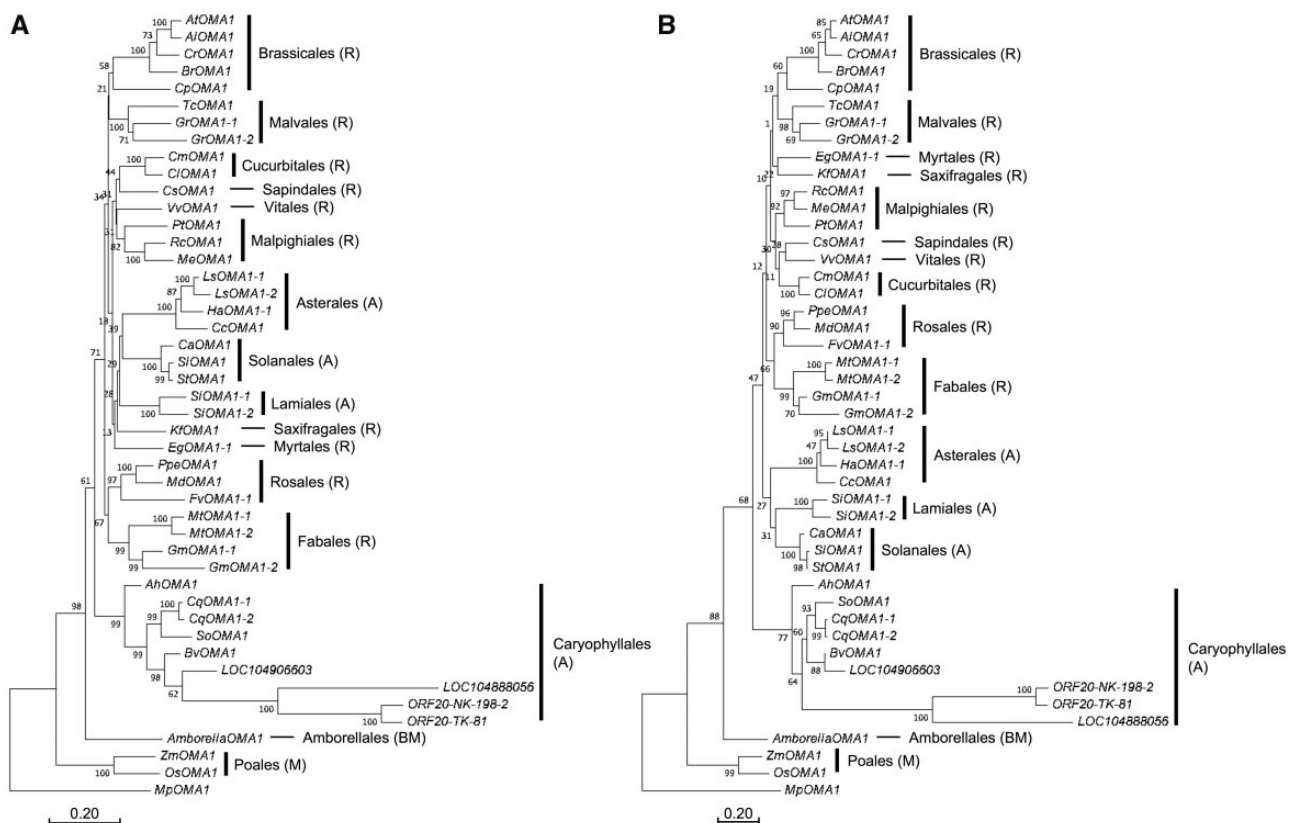 A
AtOMA1
AiOMA1
CrOMA1
BrOMA1
CpOMA1
TcOMA1
GrOMA1-1
GrOMA1-2
CmOMA1
ClOMA1
CsOMA1
VvOMA1
PtOMA1
RcOMA1
MeOMA1
LsOMA1-1
LsOMA1-2
HaOMA1-1
CcOMA1
CaOMA1
SiOMA1
StOMA1
SiOMA1-1
SiOMA1-2
KfOMA1
EgOMA1-1
PpeOMA1
MdOMA1
FvOMA1-1
MtOMA1-1
MtOMA1-2
GmOMA1-1
GmOMA1-2
AhOMA1
CqOMA1-1
CqOMA1-2
SoOMA1
BvOMA1
LOC104906603
LOC104888056
ORF20-NK-198-2
ORF20-TK-81
AmborellaOMA1
ZmOMA1
OsOMA1
MpOMA1
Brassicales (R)
Malvales (R)
Cucurbitales (R)
Sapindales (R)
Vitales (R)
Malpighiales (R)
Asterales (A)
Solanales (A)
Lamiales (A)
Saxifragales (R)
Myrtales (R)
Rosales (R)
Fabales (R)
Caryophyllales
(A)
Amborellales (BM)
Poales (M)
100
73
100
58
21
100
71
100
44
31
34
31
82
100
100
87
100
18
39
100
99
71
29
100
28
13
100
97
61
67
100
99
99
98
100
99
99
99
98
62
100
100
100
0.20
B
AtOMA1
AiOMA1
CrOMA1
BrOMA1
CpOMA1
TcOMA1
GrOMA1-1
GrOMA1-2
EgOMA1-1
KfOMA1
RcOMA1
MeOMA1
PtOMA1
CsOMA1
VvOMA1
CmOMA1
ClOMA1
PpeOMA1
MdOMA1
FvOMA1-1
MtOMA1-1
MtOMA1-2
GmOMA1-1
GmOMA1-2
LsOMA1-1
LsOMA1-2
HaOMA1-1
CcOMA1
SiOMA1-1
SiOMA1-2
CaOMA1
SiOMA1
StOMA1
AhOMA1
SoOMA1
CqOMA1-1
CqOMA1-2
BvOMA1
LOC104906603
ORF20-NK-198-2
ORF20-TK-81
LOC104888056
AmborellaOMA1
ZmOMA1
OsOMA1
MpOMA1
Brassicales (R)
Malvales (R)
Myrtales (R)
Saxifragales (R)
Malpighiales (R)
Sapindales (R)
Vitales (R)
Cucurbitales (R)
Rosales (R)
Fabales (R)
Asterales (A)
Lamiales (A)
Solanales (A)
Caryophyllales
(A)
Amborellales (BM)
Poales (M)
85
65
100
60
19
1
98
69
22
10
97
92
28
30
12
11
100
96
90
66
100
47
99
70
95
47
100
68
27
100
31
100
98
93
88
60
99
77
88
64
100
100
99
0.20